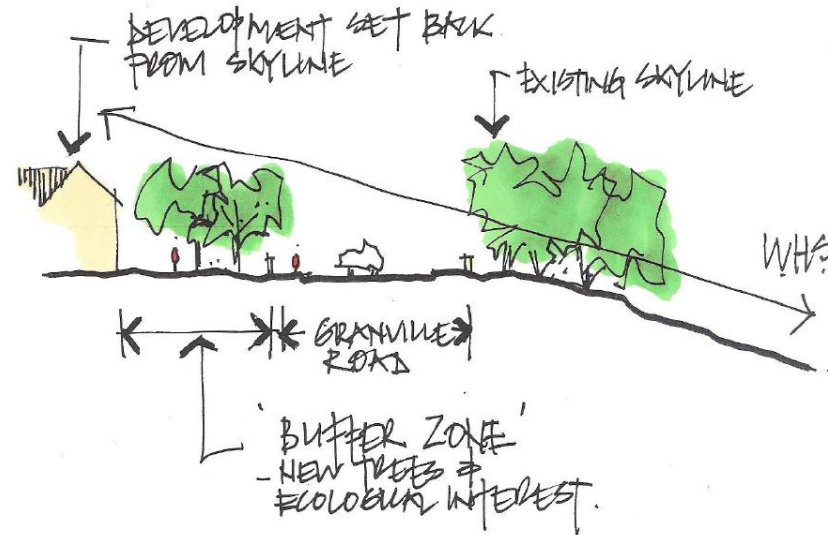 DEVELOPMENT SET BACK
FROM SKYLINE
EXISTING SKYLINE
W.H.S
GRANVILLE
ROAD
'BUFFER ZONE'
- NEW TREES &
ECOLOGICAL INTEREST.